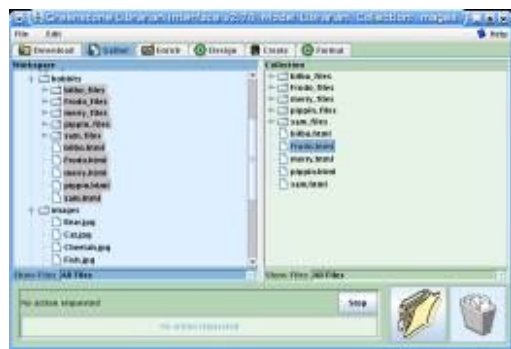 Greenstone Librarian Interface v2.74 Mode: Librarian Collection: images
File Edit
Help
Download Gather Enrich Design Create Format
Workspace
hobbits
bilbo_files
frodo_files
merry_files
pippin_files
sam_files
bilbo.html
frodo.html
merry.html
pippin.html
sam.html
images
Bear.jpg
Cat.jpg
Cheetah.jpg
Fish.jpg
Show Files All Files
Collection
bilbo_files
frodo_files
merry_files
pippin_files
sam_files
bilbo.html
frodo.html
merry.html
pippin.html
sam.html
Show Files All Files
No action requested
Stop
No action requested